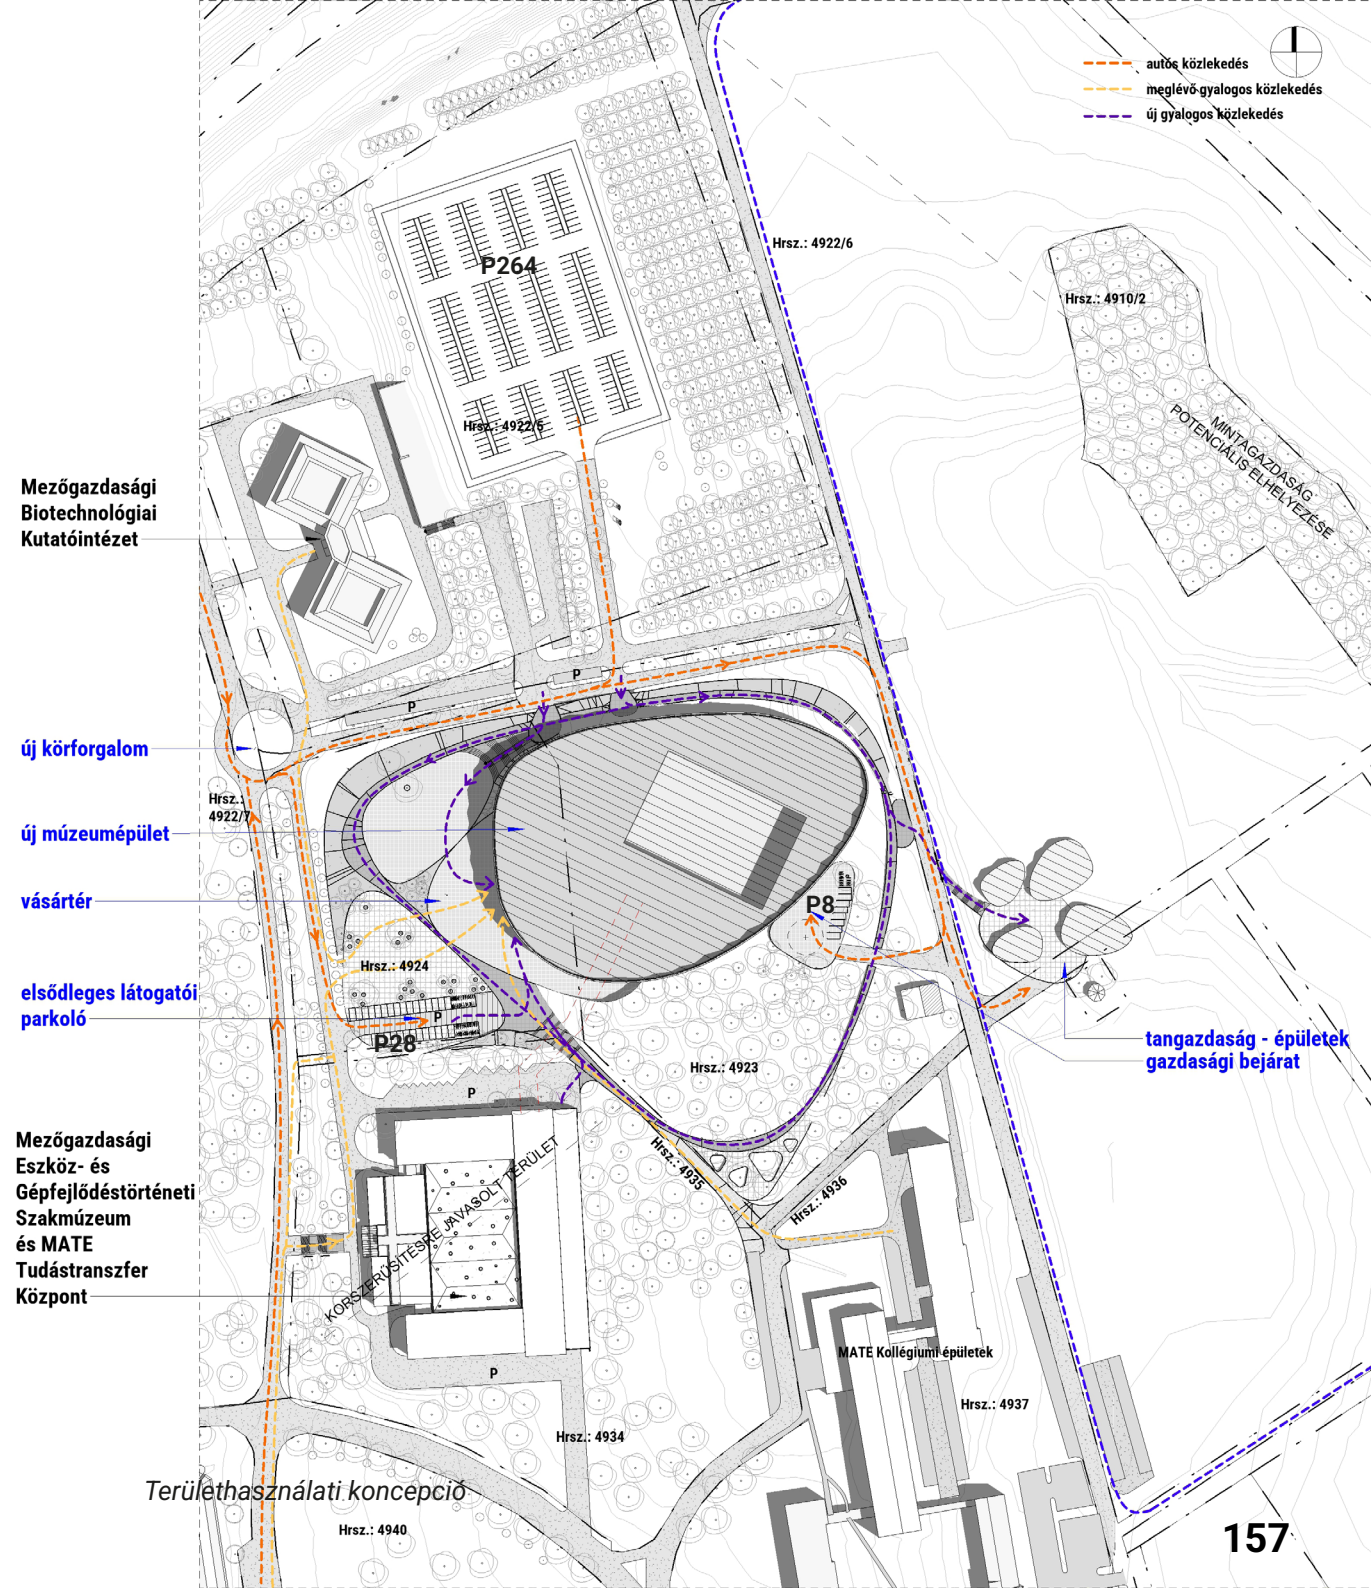 autós közlekedés
meglévő gyalogos közlekedés
új gyalogos közlekedés
Hrsz.: 4922/6
P264
Hrsz.: 4910/2
Hrsz.: 4922/5
MINTAGAZDASÁG
POTENCIÁLIS ELHELYEZÉSE
Mezőgazdasági
Biotechnológiai
Kutatóintézet
P
P
új körforgalom
Hrsz.:
4922/7
új múzeumépület
vásártér
P8
Hrsz.: 4924
elsődleges látogatói
parkoló
P
P28
tangazdaság - épületek
gazdasági bejárat
Hrsz.: 4923
P
Mezőgazdasági
Eszköz- és
Gépfejlődéstörténeti
Szakmúzeum
és MATE
Tudástranszfer
Központ
KORSZERŰSÍTÉSRE JAVASOLT TERÜLET
Hrsz.: 4935
Hrsz.: 4936
MATE Kollégiumi épületek
P
Hrsz.: 4937
Hrsz.: 4934
Területhasználati koncepció
Hrsz.: 4940
157